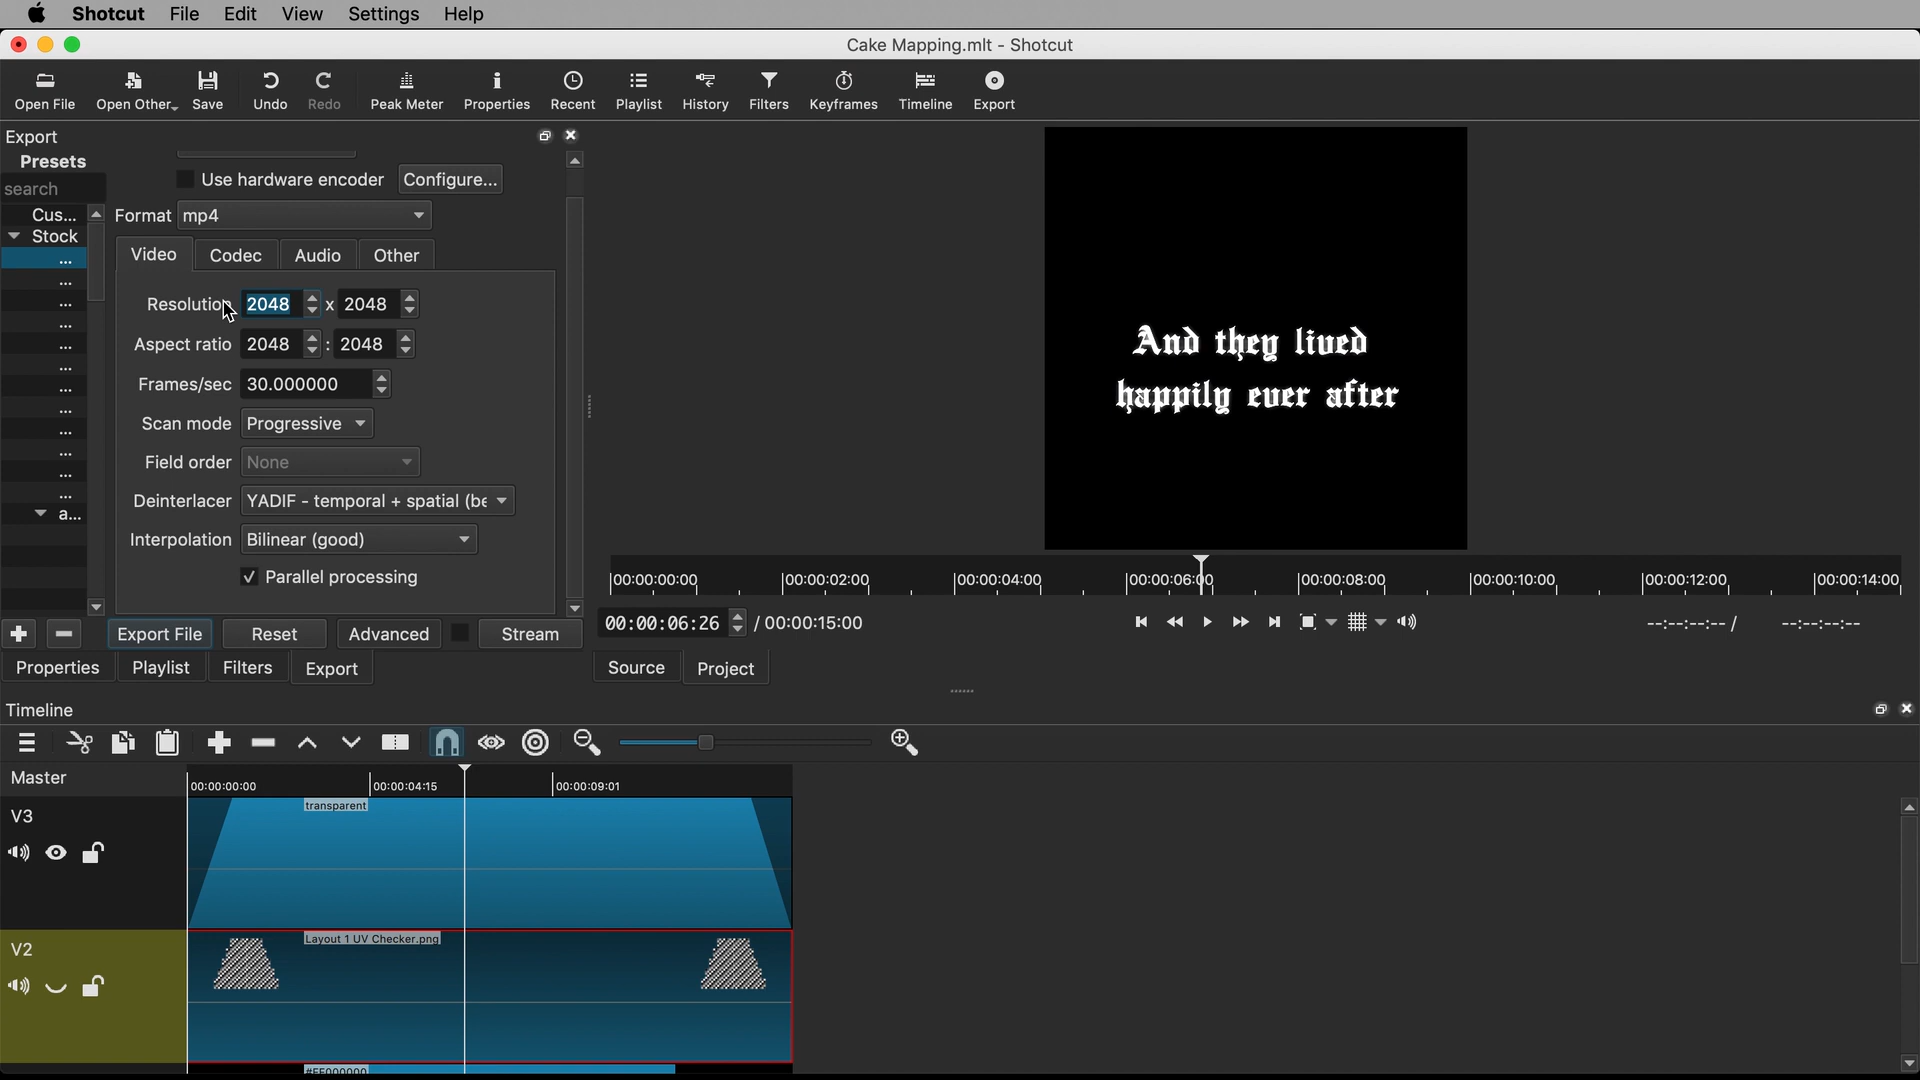 Shotcut File Edit View Settings Help
Cake Mapping.mlt - Shotcut
Open File Open Other... Save Undo Redo Peak Meter Properties Recent Playlist History Filters Keyframes Timeline Export
Export
Presets
search
Cus...
Stock
...
...
...
...
...
...
...
...
...
...
...
...
a...
Use hardware encoder Configure...
Format mp4
Video Codec Audio Other
Resolution 2048 x 2048
Aspect ratio 2048 : 2048
Frames/sec 30.000000
Scan mode Progressive
Field order None
Deinterlacer YADIF - temporal + spatial (be
Interpolation Bilinear (good)
Parallel processing
Export File Reset Advanced Stream
Properties Playlist Filters Export
And they lived
happily ever after
00:00:00:00 00:00:02:00 00:00:04:00 00:00:06:00 00:00:08:00 00:00:10:00 00:00:12:00 00:00:14:00
00:00:06:26 / 00:00:15:00 --:--:--:-- / --:--:--:--
Source Project
Timeline
Master
00:00:00:00 00:00:04:15 00:00:09:01
V3
transparent
V2
Layout 1 UV Checker.png
#FF000000